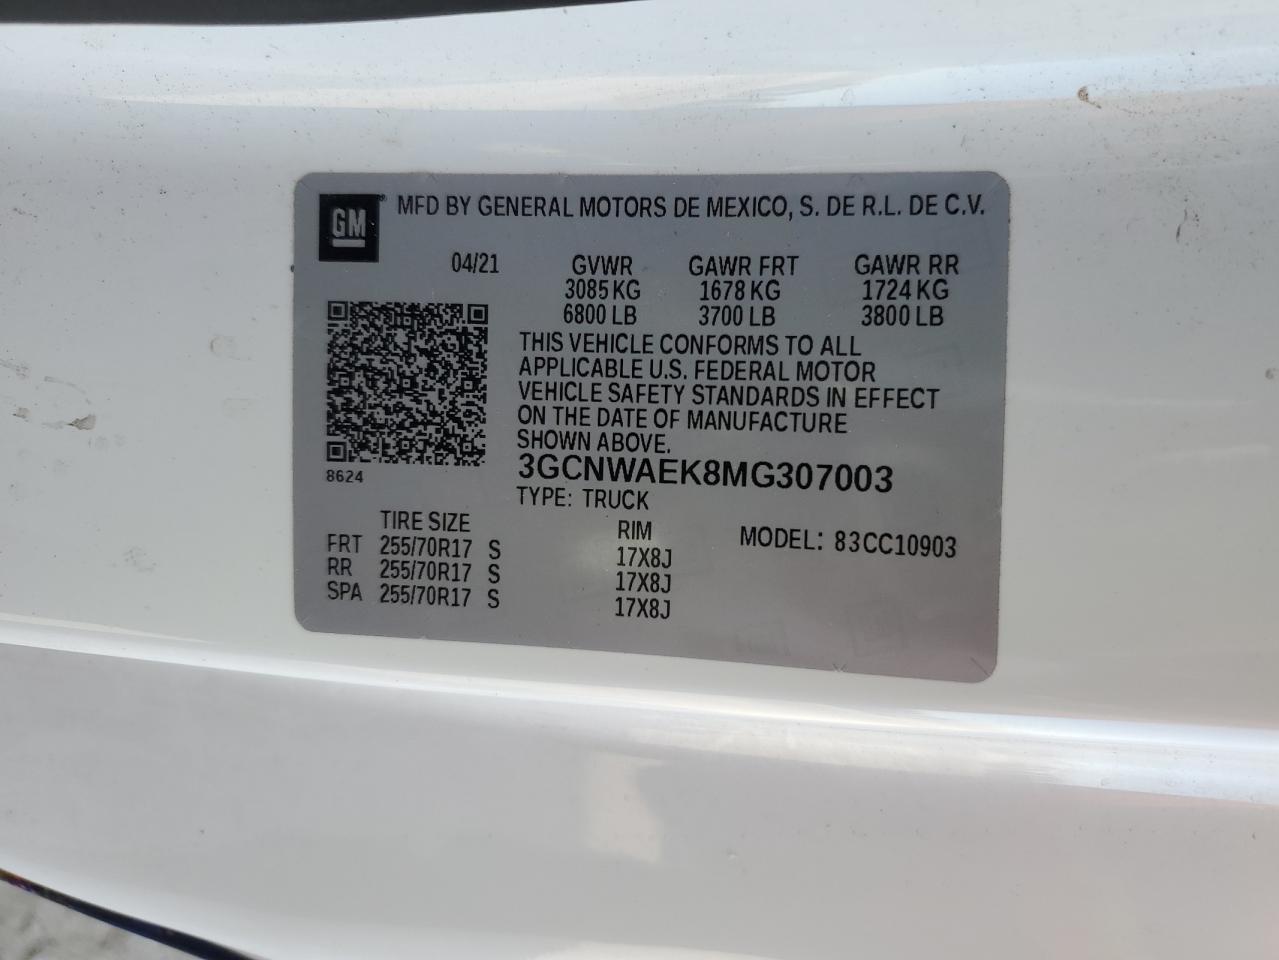 GM® MFD BY GENERAL MOTORS DE MEXICO, S. DE R.L. DE C.V.
04/21 GVWR GAWR FRT GAWR RR
3085 KG 1678 KG 1724 KG
6800 LB 3700 LB 3800 LB
THIS VEHICLE CONFORMS TO ALL
APPLICABLE U.S. FEDERAL MOTOR
VEHICLE SAFETY STANDARDS IN EFFECT
ON THE DATE OF MANUFACTURE
SHOWN ABOVE.
8624 3GCNWAEK8MG307003
TYPE: TRUCK
TIRE SIZE RIM MODEL: 83CC10903
FRT 255/70R17 S 17X8J
RR 255/70R17 S 17X8J
SPA 255/70R17 S 17X8J